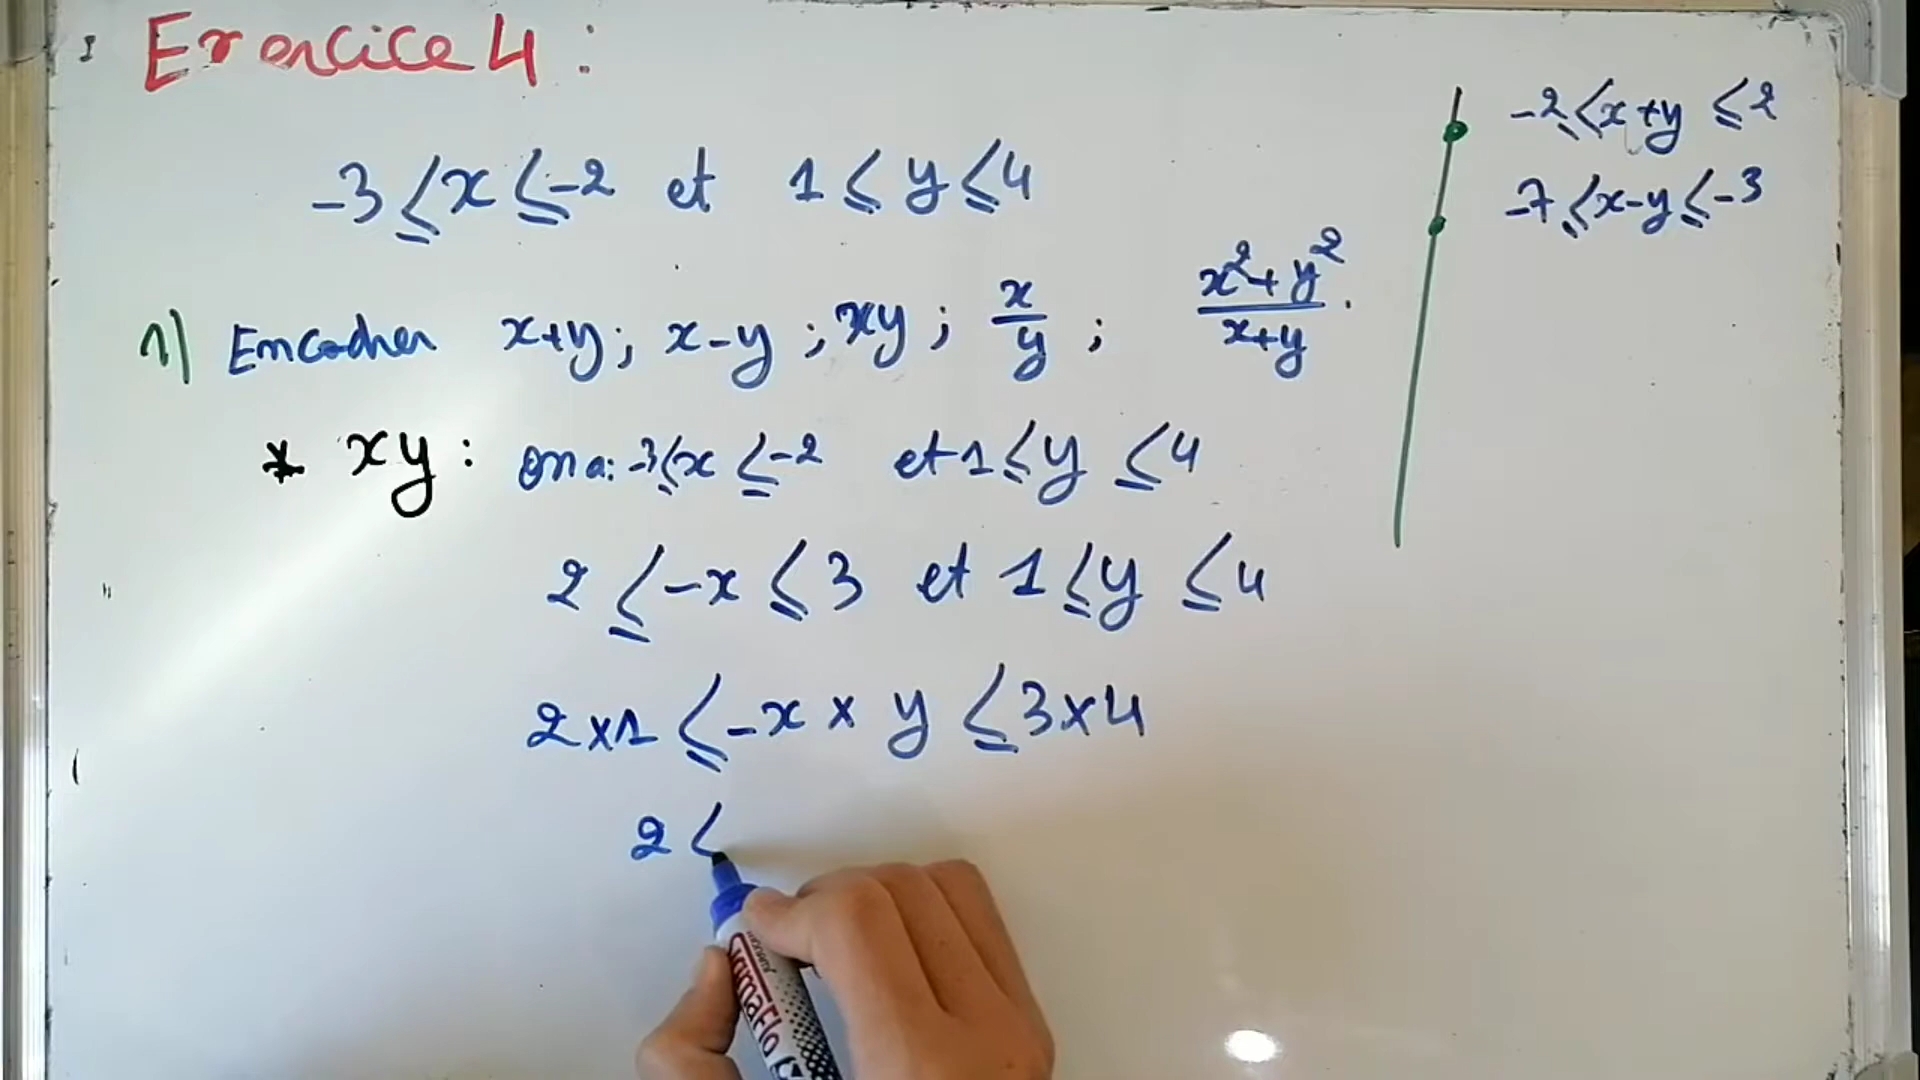 Exercice 4 :
-3 ≤ x ≤ -2 et 1 ≤ y ≤ 4
1) Encadrer x+y ; x-y ; xy ; x/y ; (x²+y²)/(x+y) .
* xy : on a : -3 ≤ x ≤ -2 et 1 ≤ y ≤ 4
2 ≤ -x ≤ 3 et 1 ≤ y ≤ 4
2×1 ≤ -x × y ≤ 3×4
2 <
-2 ≤ x+y ≤ 2
-7 ≤ x-y ≤ -3